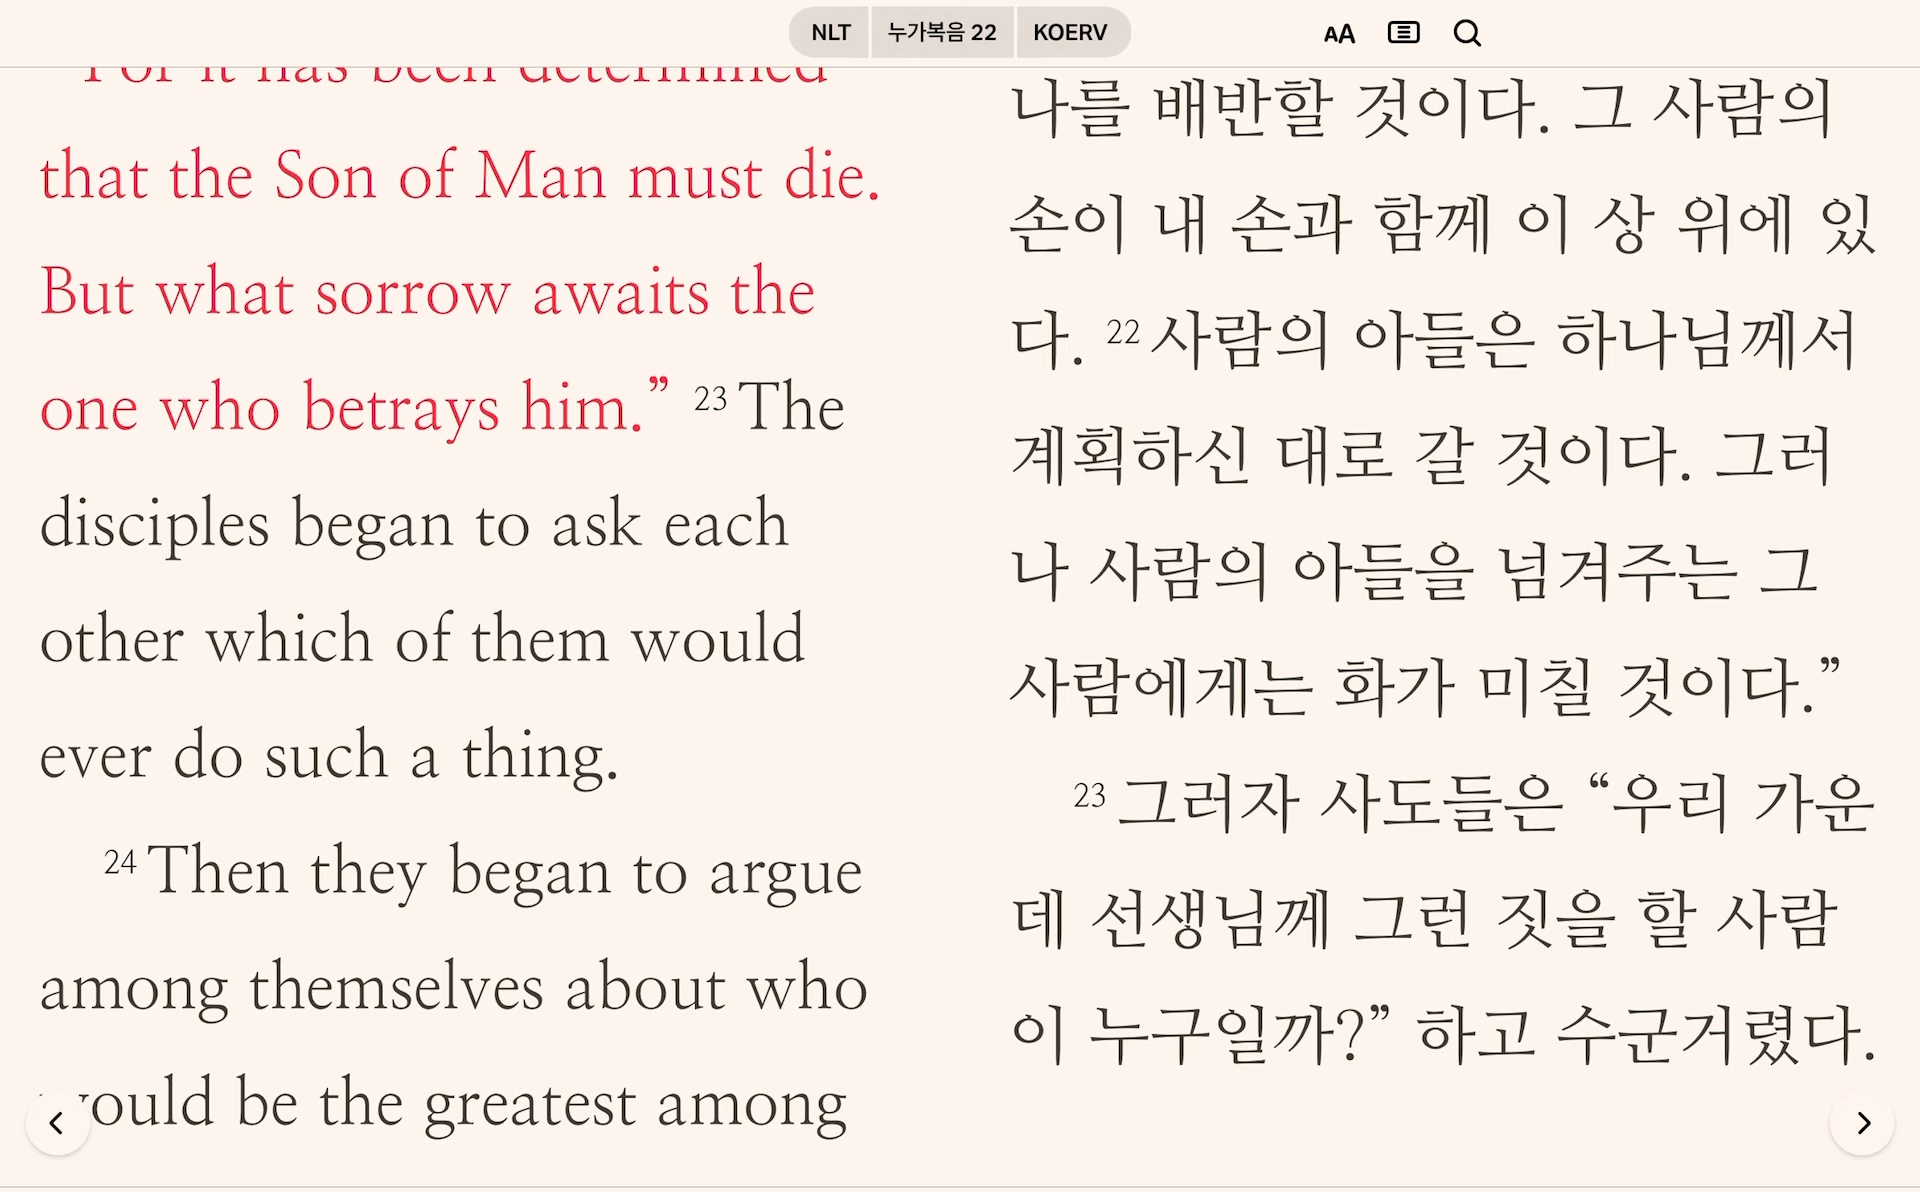 NLT 누가복음 22 KOERV AA
For it has been determined
that the Son of Man must die.
But what sorrow awaits the
one who betrays him.” 23 The
disciples began to ask each
other which of them would
ever do such a thing.
24 Then they began to argue
among themselves about who
would be the greatest among
나를 배반할 것이다. 그 사람의
손이 내 손과 함께 이 상 위에 있
다. 22 사람의 아들은 하나님께서
계획하신 대로 갈 것이다. 그러
나 사람의 아들을 넘겨주는 그
사람에게는 화가 미칠 것이다.”
23 그러자 사도들은 “우리 가운
데 선생님께 그런 짓을 할 사람
이 누구일까?” 하고 수군거렸다.